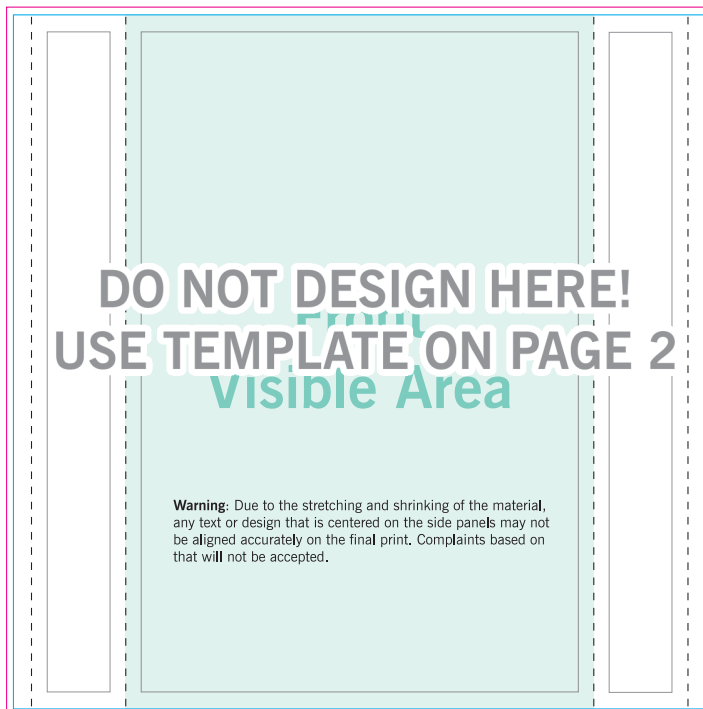 DO NOT DESIGN HERE!
Front
USE TEMPLATE ON PAGE 2
Visible Area
Warning: Due to the stretching and shrinking of the material,
any text or design that is centered on the side panels may not
be aligned accurately on the final print. Complaints based on
that will not be accepted.